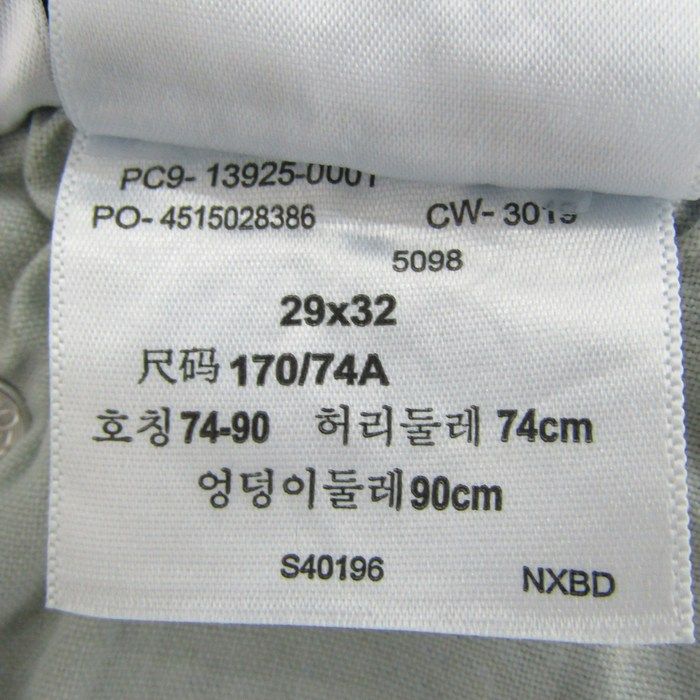 PC9- 13925-0001
PO- 4515028386 CW- 3019
5098
29x32
尺码 170/74A
호칭 74-90 허리둘레 74cm
엉덩이둘레 90cm
S40196 NXBD